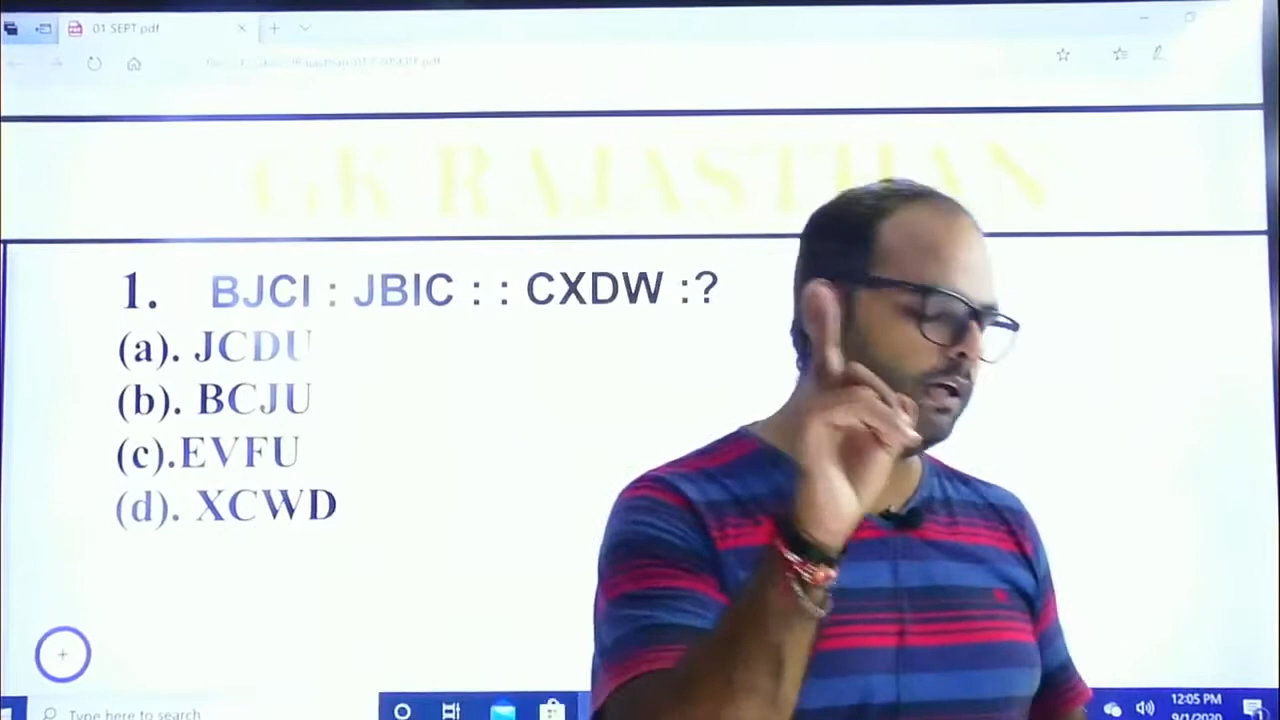 01 SEPT.pdf
GK RAJASTHAN
1. BJCI : JBIC : : CXDW :?
(a). JCDU
(b). BCJU
(c).EVFU
(d). XCWD
Type here to search
12:05 PM
9/1/2020